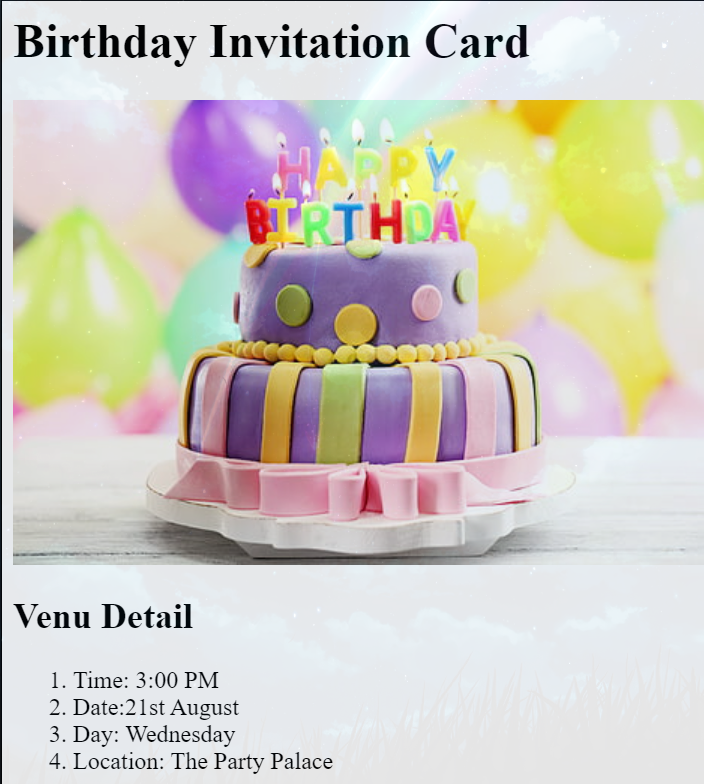 Birthday Invitation Card
HAPPY
BIRTHDAY
Venu Detail
1. Time: 3:00 PM
2. Date:21st August
3. Day: Wednesday
4. Location: The Party Palace